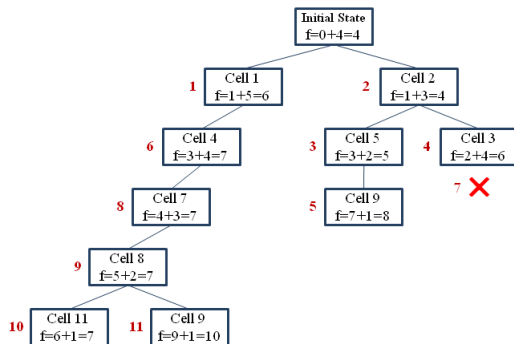 Initial State
f=0+4=4
1
Cell 1
f=1+5=6
2
Cell 2
f=1+3=4
6
Cell 4
f=3+4=7
3
Cell 5
f=3+2=5
4
Cell 3
f=2+4=6
8
Cell 7
f=4+3=7
5
Cell 9
f=7+1=8
7
9
Cell 8
f=5+2=7
10
Cell 11
f=6+1=7
11
Cell 9
f=9+1=10